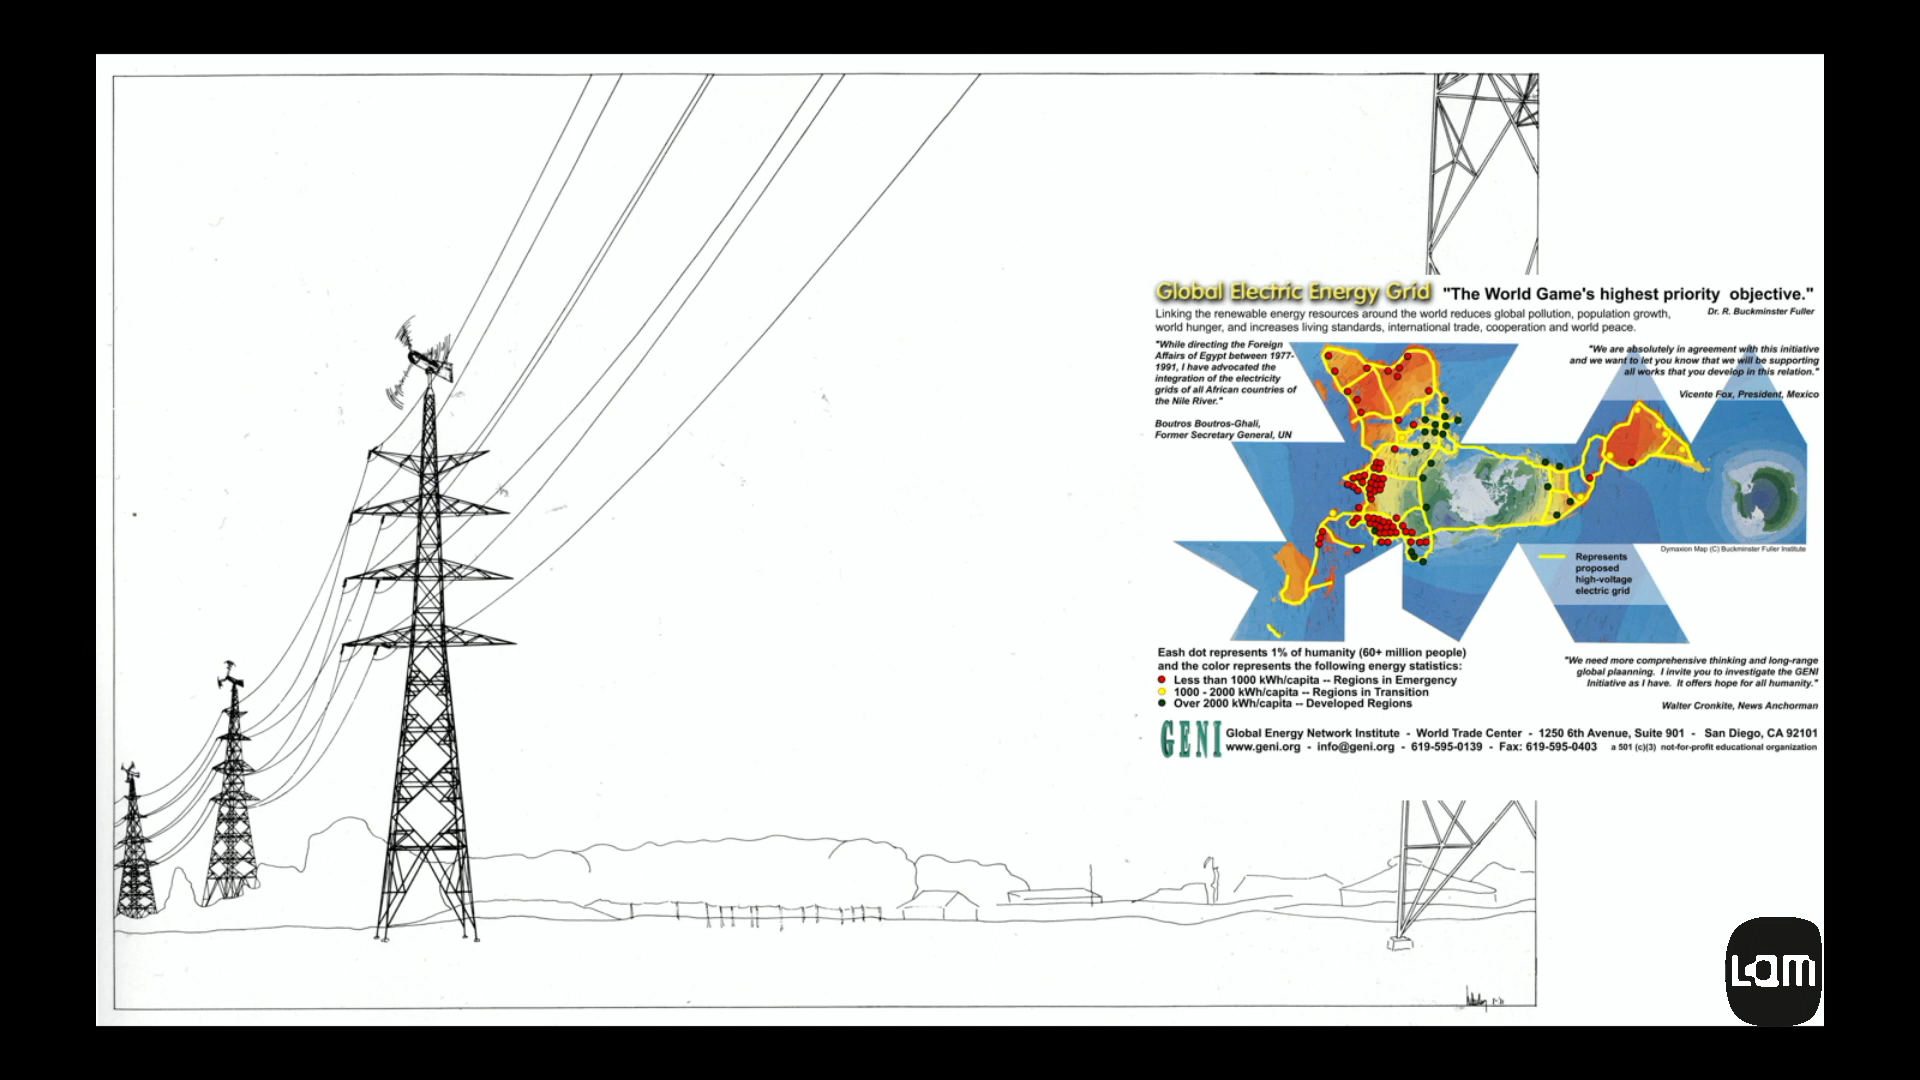 Global Electric Energy Grid "The World Game's highest priority objective."
Dr. R. Buckminster Fuller
Linking the renewable energy resources around the world reduces global pollution, population growth,
world hunger, and increases living standards, international trade, cooperation and world peace.
"While directing the Foreign
Affairs of Egypt between 1977-
1991, I have advocated the
integration of the electricity
grids of all African countries of
the Nile River."
Boutros Boutros-Ghali,
Former Secretary General, UN
"We are absolutely in agreement with this initiative
and we want to let you know that we will be supporting
all works that you develop in this relation."
Vicente Fox, President, Mexico
Dymaxion Map (C) Buckminster Fuller Institute
Represents
proposed
high-voltage
electric grid
Eash dot represents 1% of humanity (60+ million people)
and the color represents the following energy statistics:
Less than 1000 kWh/capita -- Regions in Emergency
1000 - 2000 kWh/capita -- Regions in Transition
Over 2000 kWh/capita -- Developed Regions
"We need more comprehensive thinking and long-range
global plaanning. I invite you to investigate the GENI
Initiative as I have. It offers hope for all humanity."
Walter Cronkite, News Anchorman
GENI
Global Energy Network Institute - World Trade Center - 1250 6th Avenue, Suite 901 - San Diego, CA 92101
www.geni.org - info@geni.org - 619-595-0139 - Fax: 619-595-0403 a 501 (c)(3) not-for-profit educational organization
Lam